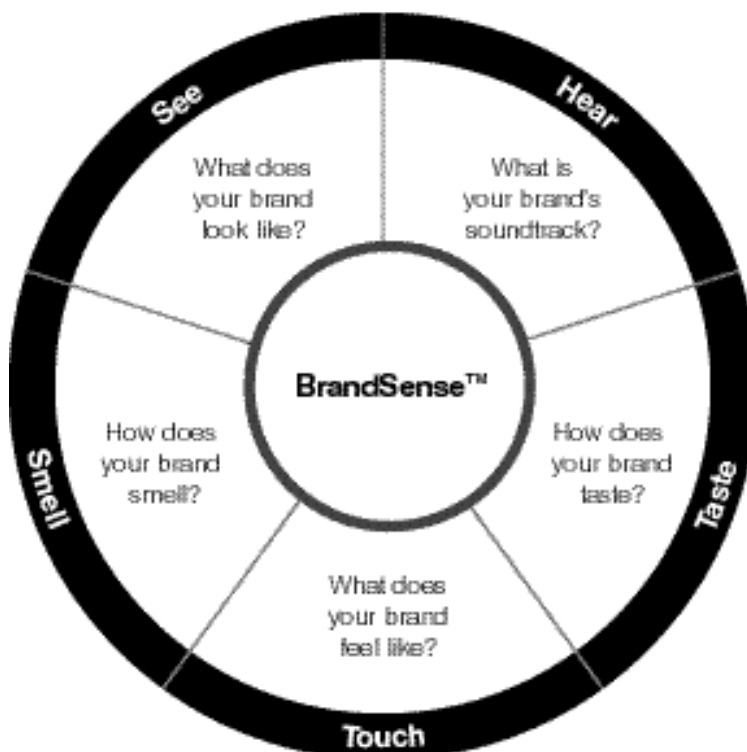 See
What does
your brand
look like?
Hear
What is
your brand's
soundtrack?
BrandSense™
Smell
How does
your brand
smell?
Taste
How does
your brand
taste?
What does
your brand
feel like?
Touch